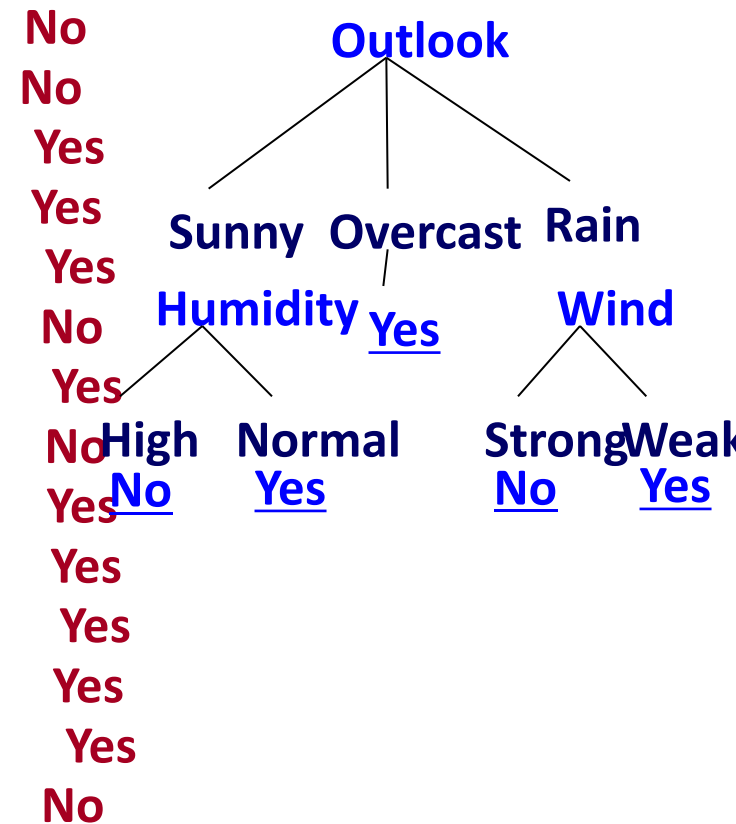 No
No
Yes
Yes
Yes
No
Yes
No
Yes
Yes
Yes
Yes
Yes
No
Outlook
Sunny Overcast Rain
Humidity Yes Wind
High Normal Strong Weak
No Yes No Yes